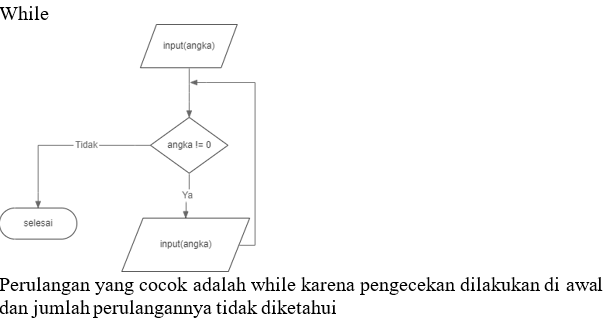 While
input(angka)
Tidak
angka != 0
Ya
selesai
input(angka)
Perulangan yang cocok adalah while karena pengecekan dilakukan di awal
dan jumlah perulangannya tidak diketahui